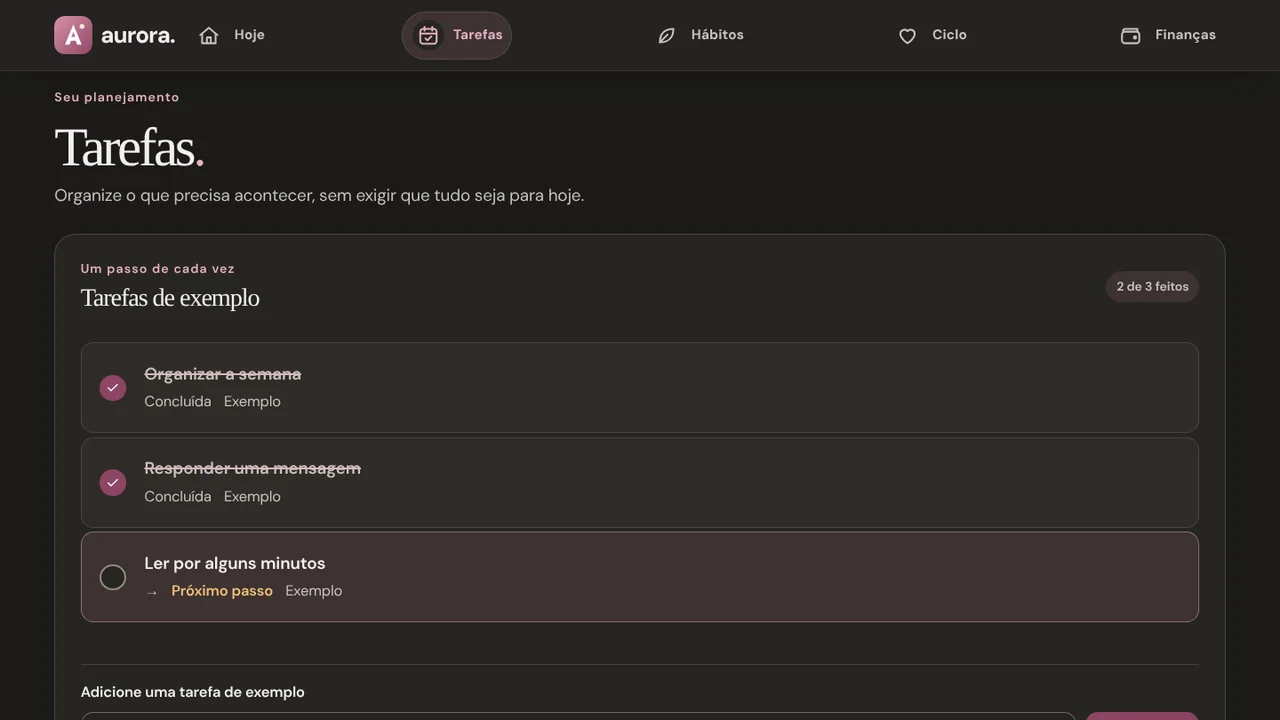 aurora.
Hoje
Tarefas
Hábitos
Ciclo
Finanças
Seu planejamento
Tarefas.
Organize o que precisa acontecer, sem exigir que tudo seja para hoje.
Um passo de cada vez
Tarefas de exemplo
2 de 3 feitos
Organizar a semana
Concluída Exemplo
Responder uma mensagem
Concluída Exemplo
Ler por alguns minutos
→ Próximo passo Exemplo
Adicione uma tarefa de exemplo